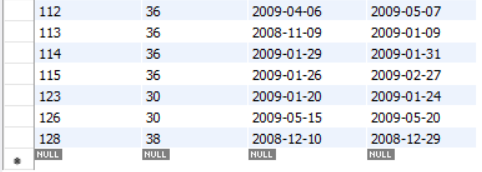 112 36 2009-04-06 2009-05-07
113 36 2008-11-09 2009-01-09
114 36 2009-01-29 2009-01-31
115 36 2009-01-26 2009-02-27
123 30 2009-01-20 2009-01-24
126 30 2009-05-15 2009-05-20
128 38 2008-12-10 2008-12-29
NULL NULL NULL NULL